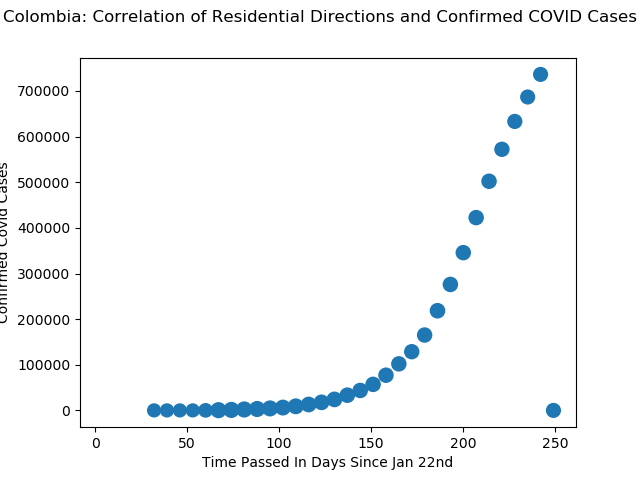 Colombia: Correlation of Residential Directions and Confirmed COVID Cases
700000
600000
500000
400000
300000
200000
100000
0
Confirmed Covid Cases
0 50 100 150 200 250
Time Passed In Days Since Jan 22nd